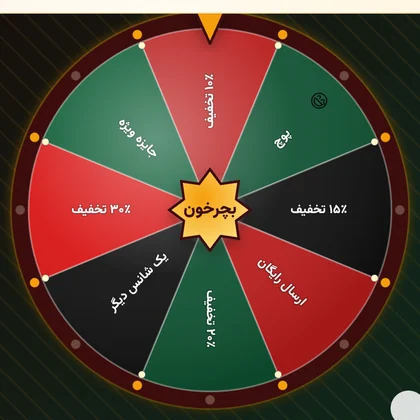 ۱۰٪ تخفیف
پوچ
۱۵٪ تخفیف
ارسال رایگان
۲۰٪ تخفیف
یک شانس دیگر
۳۰٪ تخفیف
جایزه ویژه
بچرخون